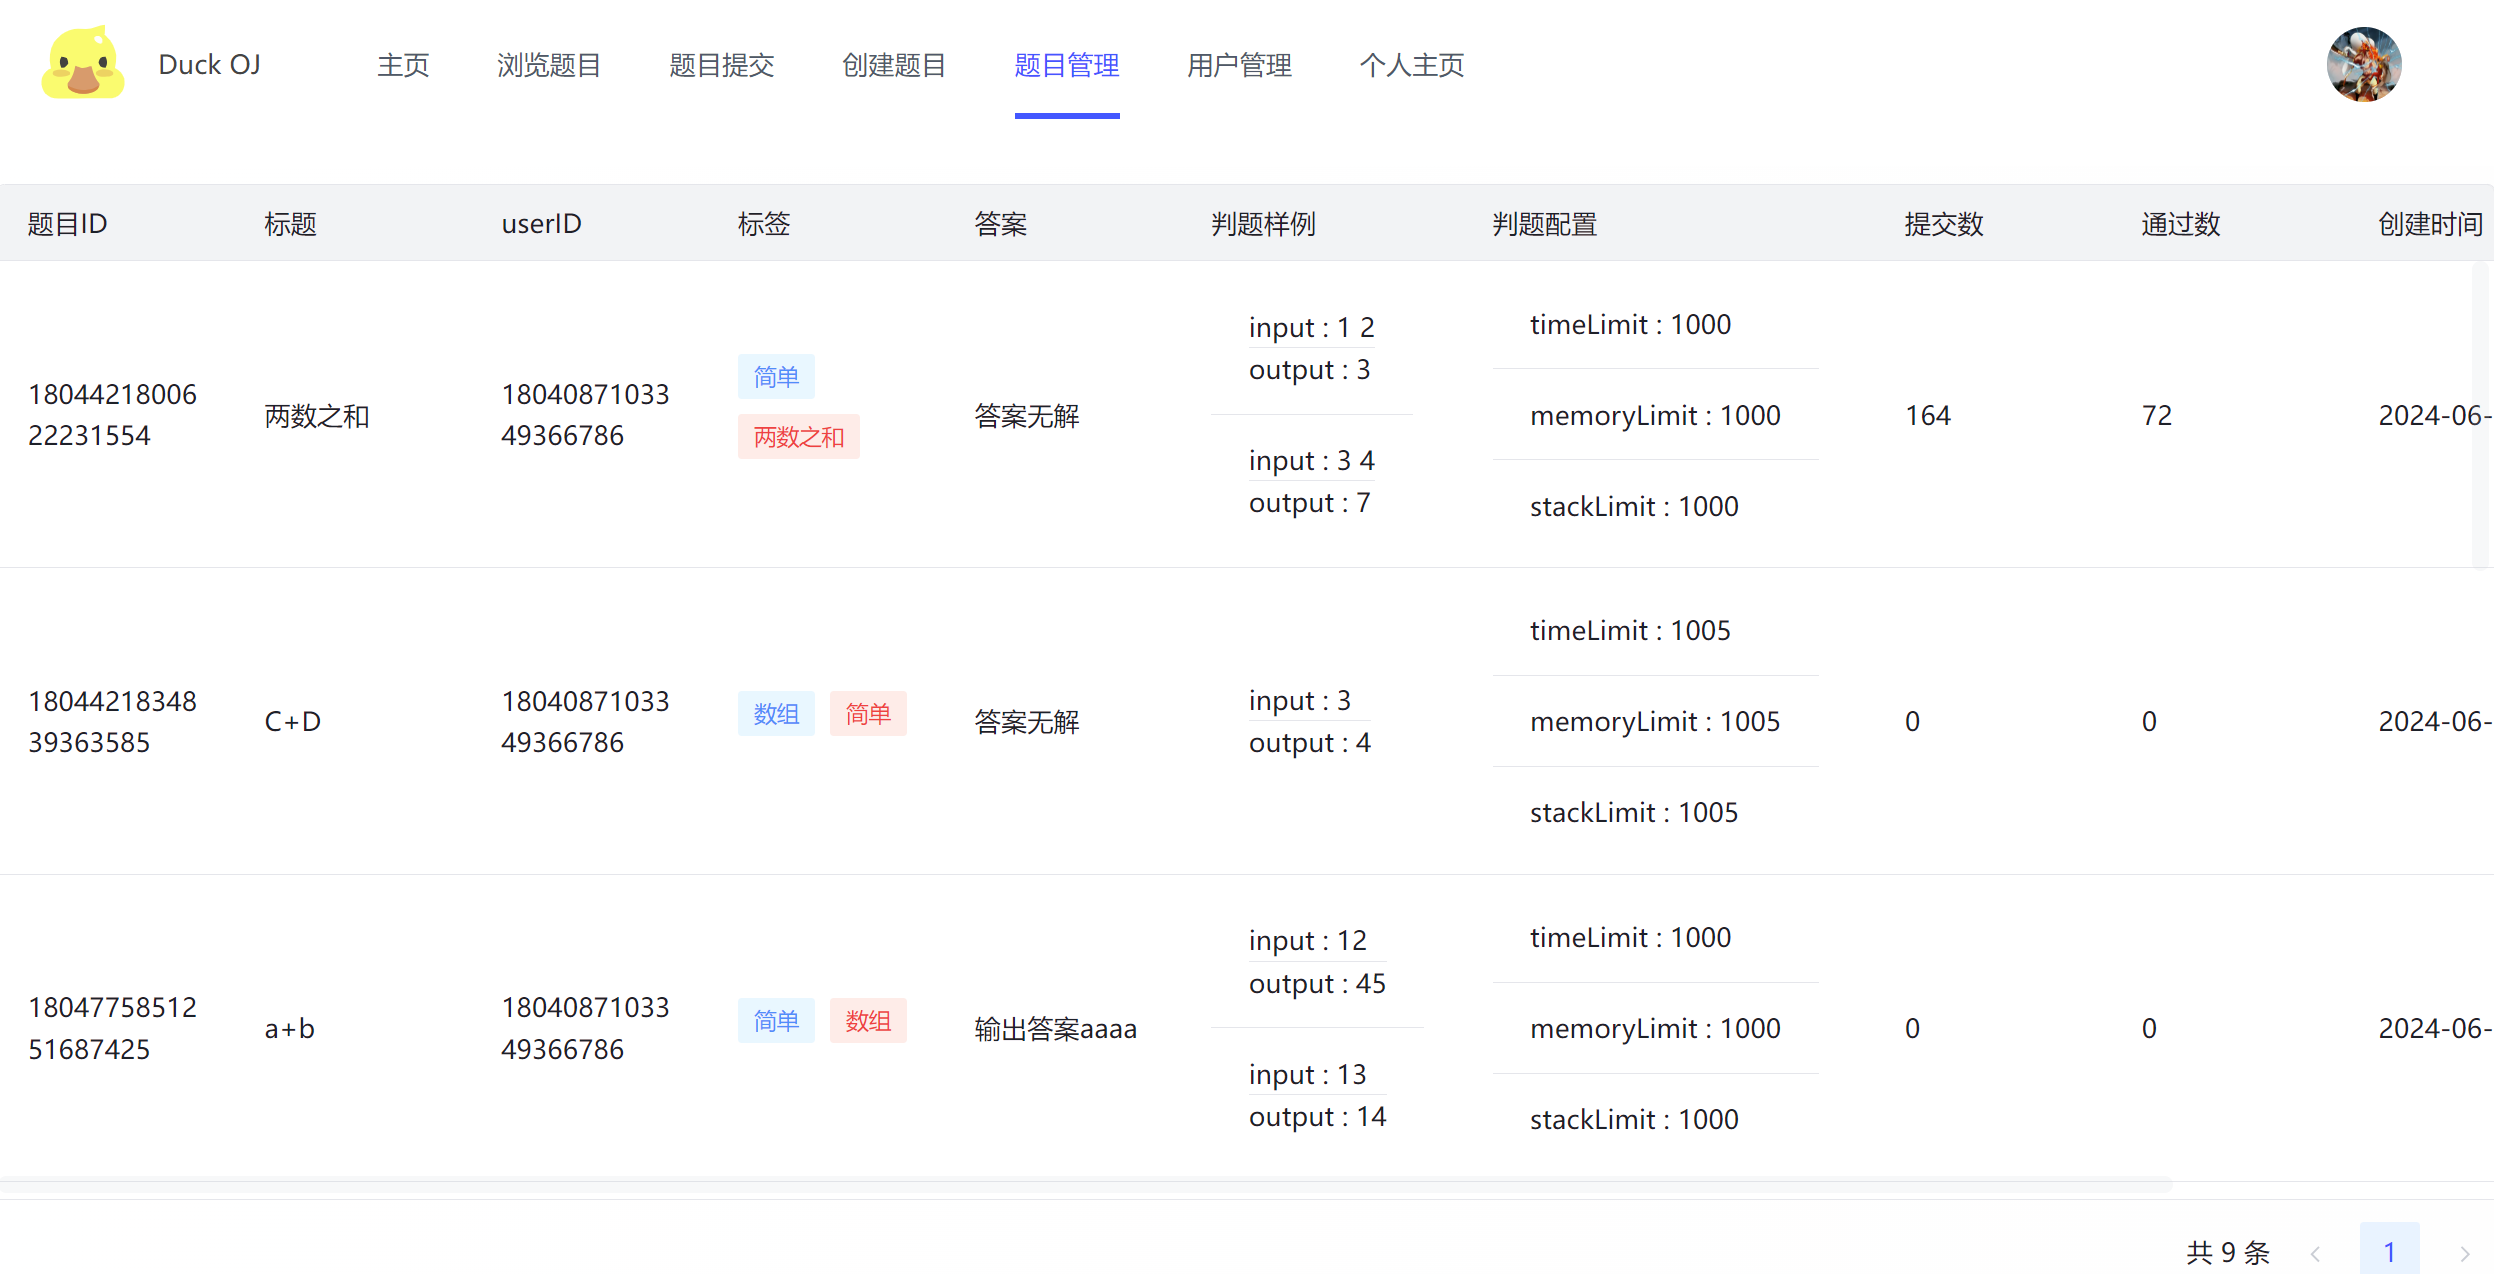 Duck OJ 主页 浏览题目 题目提交 创建题目 题目管理 用户管理 个人主页
题目ID 标题 userID 标签 答案 判题样例 判题配置 提交数 通过数 创建时间
1804421800622231554 两数之和 1804087103349366786 简单 两数之和 答案无解 input : 1 2 output : 3 input : 3 4 output : 7 timeLimit : 1000 memoryLimit : 1000 stackLimit : 1000 164 72 2024-06-
1804421834839363585 C+D 1804087103349366786 数组 简单 答案无解 input : 3 output : 4 timeLimit : 1005 memoryLimit : 1005 stackLimit : 1005 0 0 2024-06-
1804775851251687425 a+b 1804087103349366786 简单 数组 输出答案aaaa input : 12 output : 45 input : 13 output : 14 timeLimit : 1000 memoryLimit : 1000 stackLimit : 1000 0 0 2024-06-
共 9 条 1